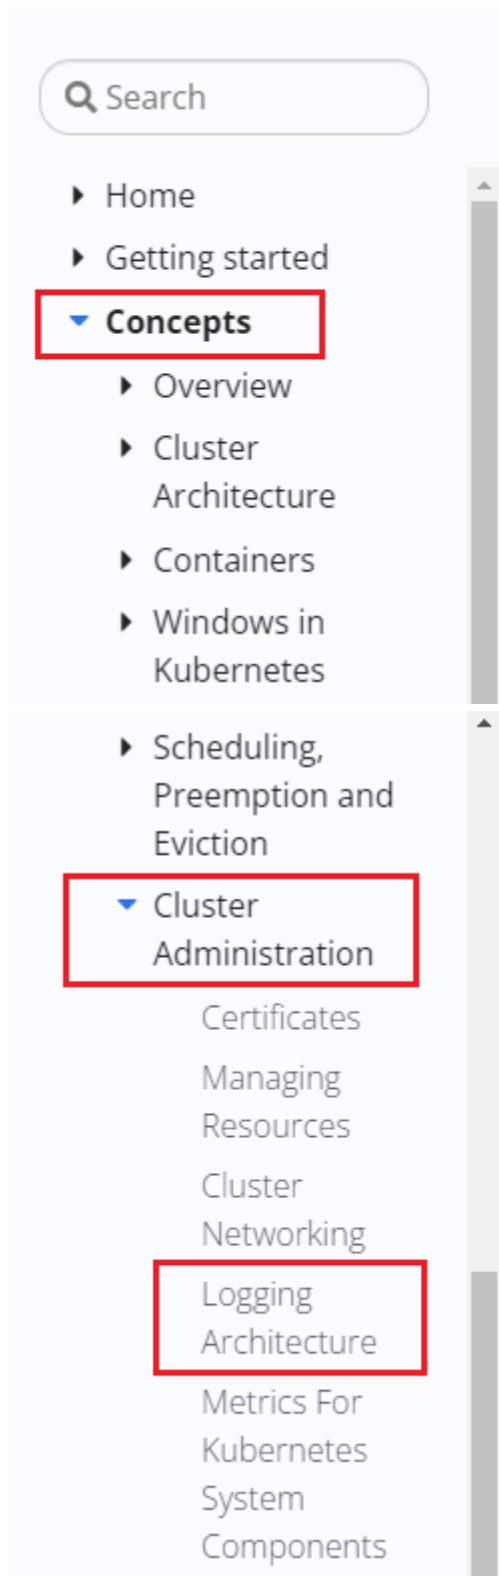 Search
Home
Getting started
Concepts
Overview
Cluster
Architecture
Containers
Windows in
Kubernetes
Scheduling,
Preemption and
Eviction
Cluster
Administration
Certificates
Managing
Resources
Cluster
Networking
Logging
Architecture
Metrics For
Kubernetes
System
Components